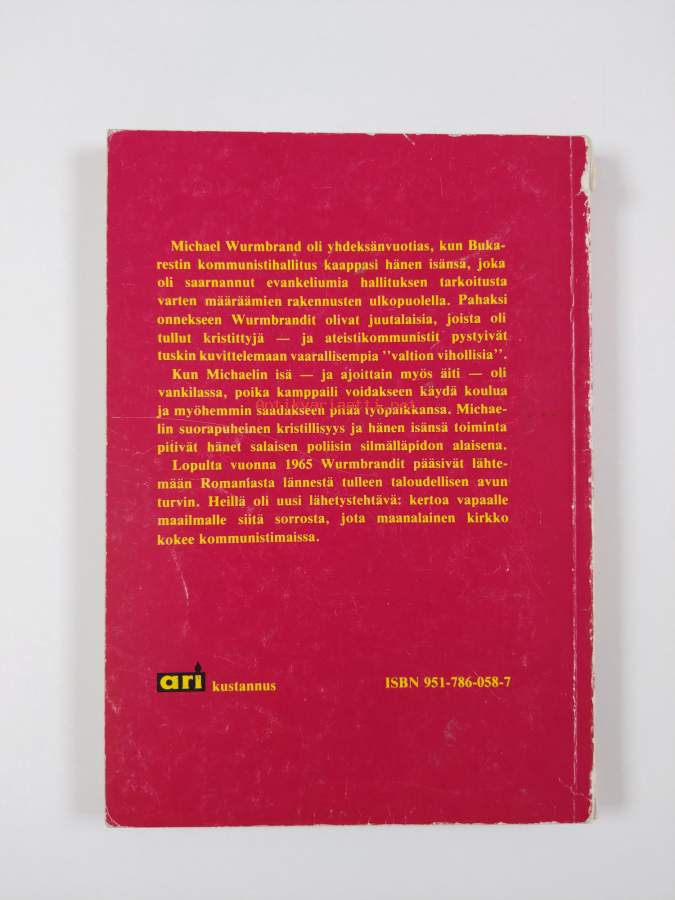 Michael Wurmbrand oli yhdeksänvuotias, kun Buka-
restin kommunistihallitus kaappasi hänen isänsä, joka
oli saarnannut evankeliumia hallituksen tarkoitusta
varten määräämien rakennusten ulkopuolella. Pahaksi
onnekseen Wurmbrandit olivat juutalaisia, joista oli
tullut kristittyjä — ja ateistikommunistit pystyivät
tuskin kuvittelemaan vaarallisempia ''valtion vihollisia''.
Kun Michaelin isä — ja ajoittain myös äiti — oli
vankilassa, poika kamppaili voidakseen käydä koulua
ja myöhemmin saadakseen pitää työpaikkansa. Michae-
lin suorapuheinen kristillisyys ja hänen isänsä toiminta
pitivät hänet salaisen poliisin silmälläpidon alaisena.
Lopulta vuonna 1965 Wurmbrandit pääsivät lähte-
mään Romaniasta lännestä tulleen taloudellisen avun
turvin. Heillä oli uusi lähetystehtävä: kertoa vapaalle
maailmalle siitä sorrosta, jota maanalainen kirkko
kokee kommunistimaissa.
ari kustannus
ISBN 951-786-058-7